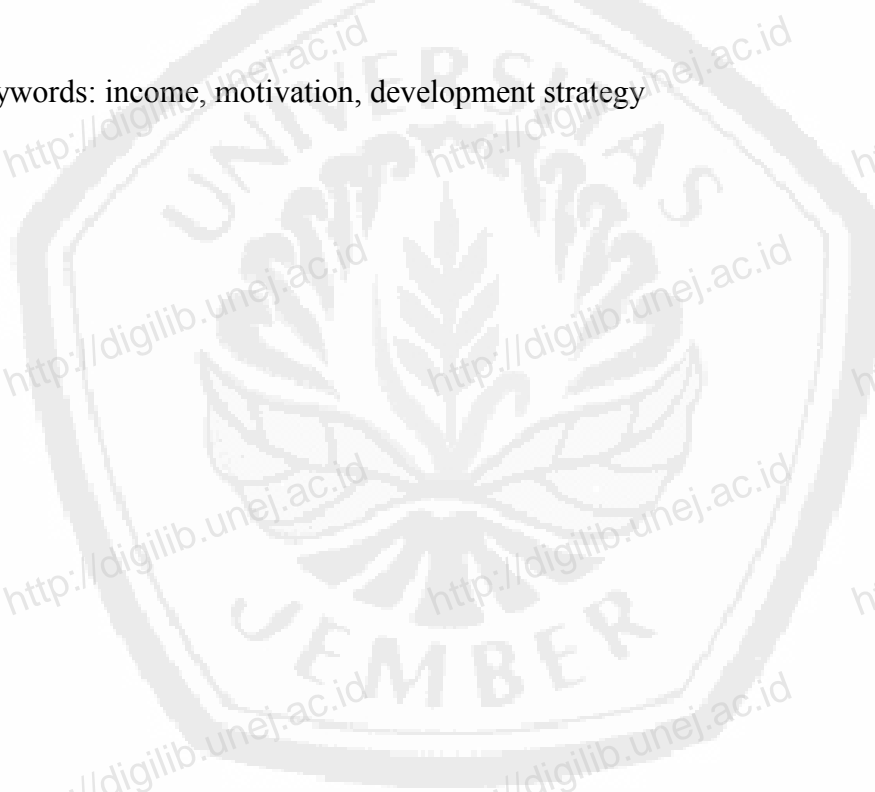 ywords: income, motivation, development strategy
UNIVERSITAS
JEMBER
http://digilib.unej.ac.id
http://digilib.unej.ac.id
http://digilib.unej.ac.id
http://digilib.unej.ac.id
http://digilib.unej.ac.id
http://digilib.unej.ac.id
//digilib.unej.ac.id
//digilib.unej.ac.id